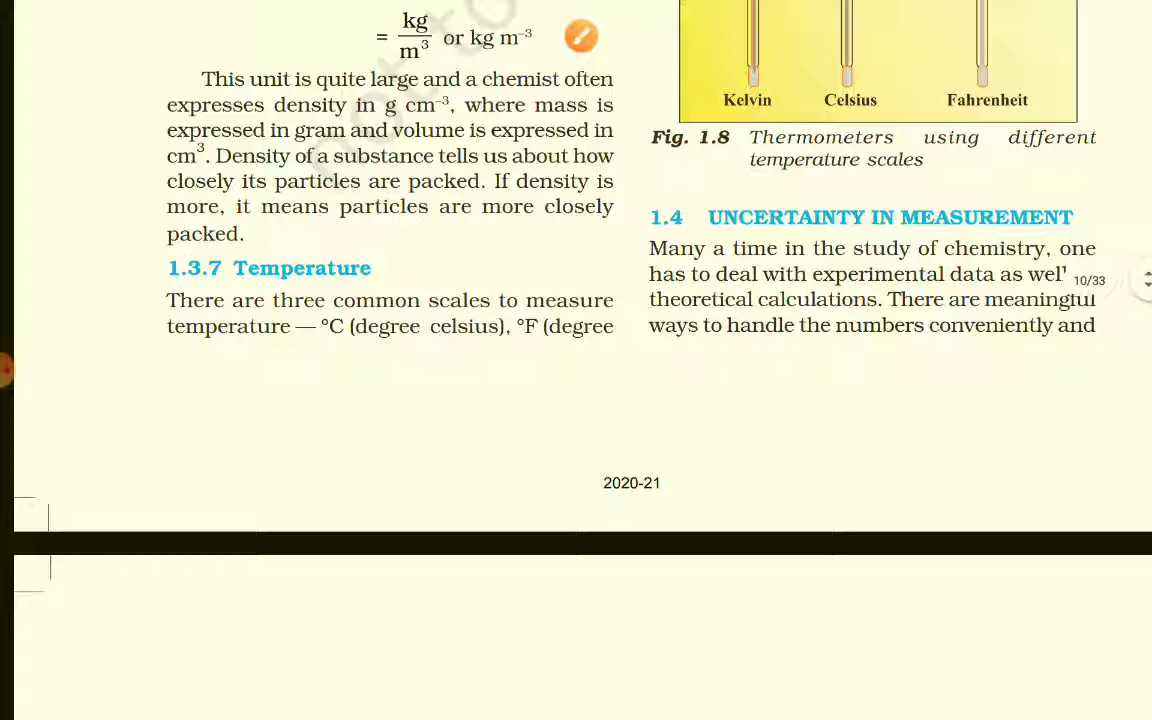 = kg/m³ or kg m⁻³
This unit is quite large and a chemist often
expresses density in g cm⁻³, where mass is
expressed in gram and volume is expressed in
cm³. Density of a substance tells us about how
closely its particles are packed. If density is
more, it means particles are more closely
packed.
1.3.7 Temperature
There are three common scales to measure
temperature — °C (degree celsius), °F (degree
Kelvin Celsius Fahrenheit
Fig. 1.8 Thermometers using different
temperature scales
1.4 UNCERTAINTY IN MEASUREMENT
Many a time in the study of chemistry, one
has to deal with experimental data as wel
theoretical calculations. There are meaningful
ways to handle the numbers conveniently and
10/33
2020-21
not to